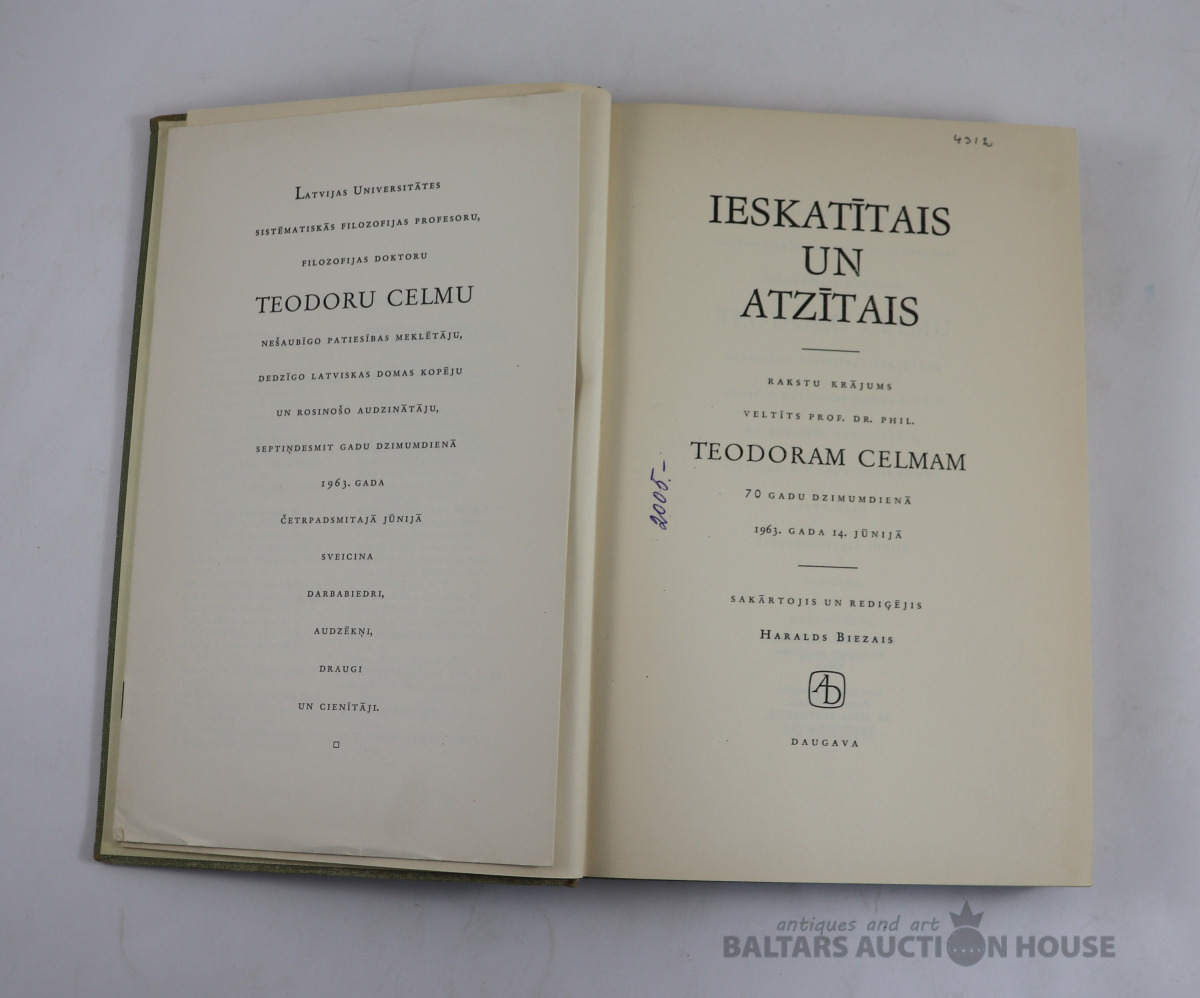 Latvijas Universitātes
sistēmatiskās filozofijas profesoru,
filozofijas doktoru
TEODORU CELMU
nešaubīgo patiesības meklētāju,
dedzīgo latviskas domas kopēju
un rosinošo audzinātāju,
septiņdesmit gadu dzimumdienā
1963. gada
četrpadsmitajā jūnijā
sveicina
darbabiedri,
audzēkņi,
draugi
un cienītāji.
4312
IESKATĪTAIS
UN
ATZĪTAIS
RAKSTU KRĀJUMS
VELTĪTS PROF. DR. PHIL.
TEODORAM CELMAM
70 GADU DZIMUMDIENĀ
1963. GADA 14. JŪNIJĀ
2005.-
SAKĀRTOJIS UN REDIĢĒJIS
Haralds Biezais
AD
DAUGAVA
antiques and art
BALTARS AUCTION HOUSE